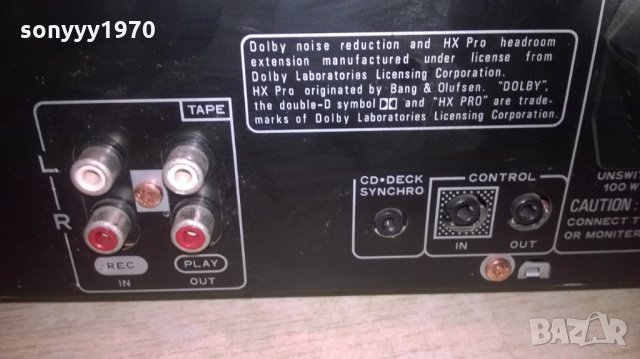 sonyyy1970
Dolby noise reduction and HX Pro headroom
extension manufactured under license from
Dolby Laboratories Licensing Corporation.
HX Pro originated by Bang & Olufsen. "DOLBY",
the double-D symbol and "HX PRO" are trade-
marks of Dolby Laboratories Licensing Corporation.
TAPE
L
R
REC
PLAY
IN
OUT
CD•DECK
SYNCHRO
CONTROL
IN
OUT
UNSWIT
100 W
CAUTION:
CONNECT
OR MONITER
BAZAR